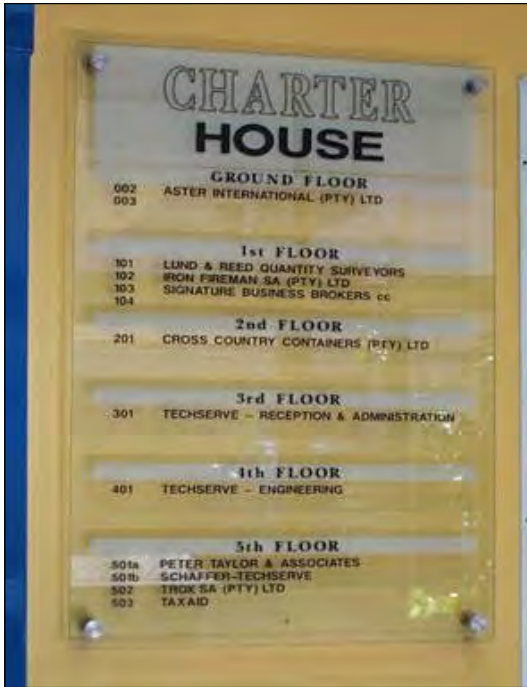 CHARTER
HOUSE
GROUND FLOOR
002 ASTER INTERNATIONAL (PTY) LTD
003
1st FLOOR
101 LUND & REED QUANTITY SURVEYORS
102 IRON FIREMAN SA (PTY) LTD
103 SIGNATURE BUSINESS BROKERS cc
104
2nd FLOOR
201 CROSS COUNTRY CONTAINERS (PTY) LTD
3rd FLOOR
301 TECHSERVE – RECEPTION & ADMINISTRATION
4th FLOOR
401 TECHSERVE – ENGINEERING
5th FLOOR
501a PETER TAYLOR & ASSOCIATES
501b SCHAFFER-TECHSERVE
502 TROX SA (PTY) LTD
503 TAXAID